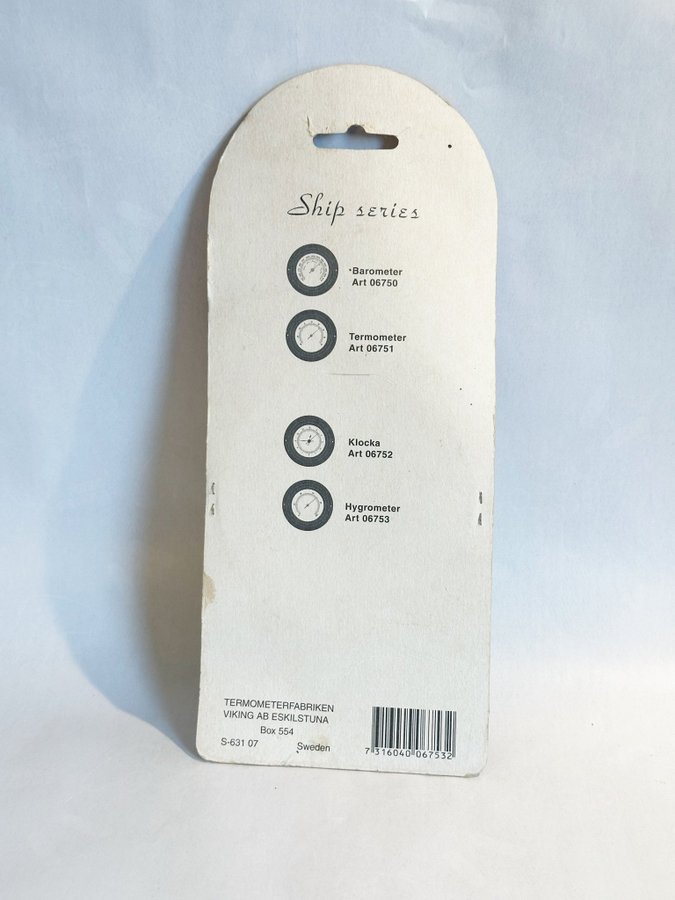 Ship series
Barometer
Art 06750
Termometer
Art 06751
Klocka
Art 06752
Hygrometer
Art 06753
TERMOMETERFABRIKEN
VIKING AB ESKILSTUNA
Box 554
S-631 07 Sweden
7 316040 067532